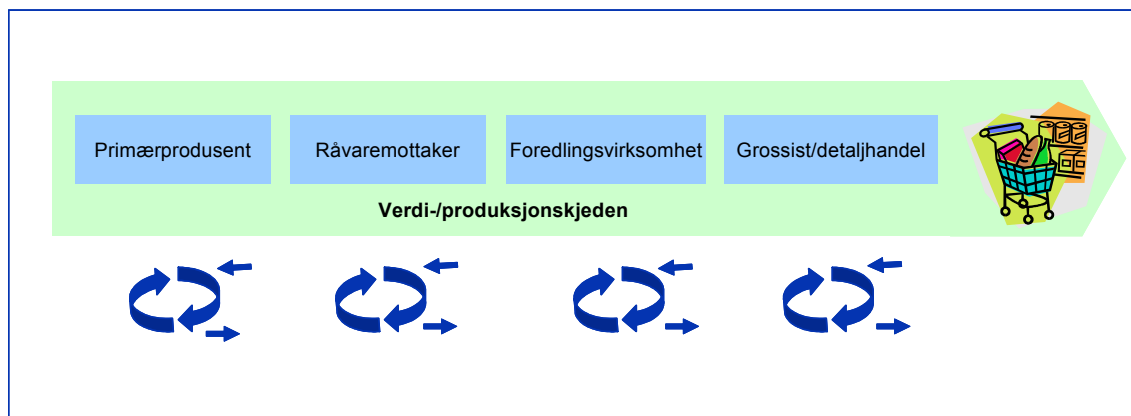 Primærprodusent
Råvaremottaker
Foredlingsvirksomhet
Grossist/detaljhandel
Verdi-/produksjonskjeden